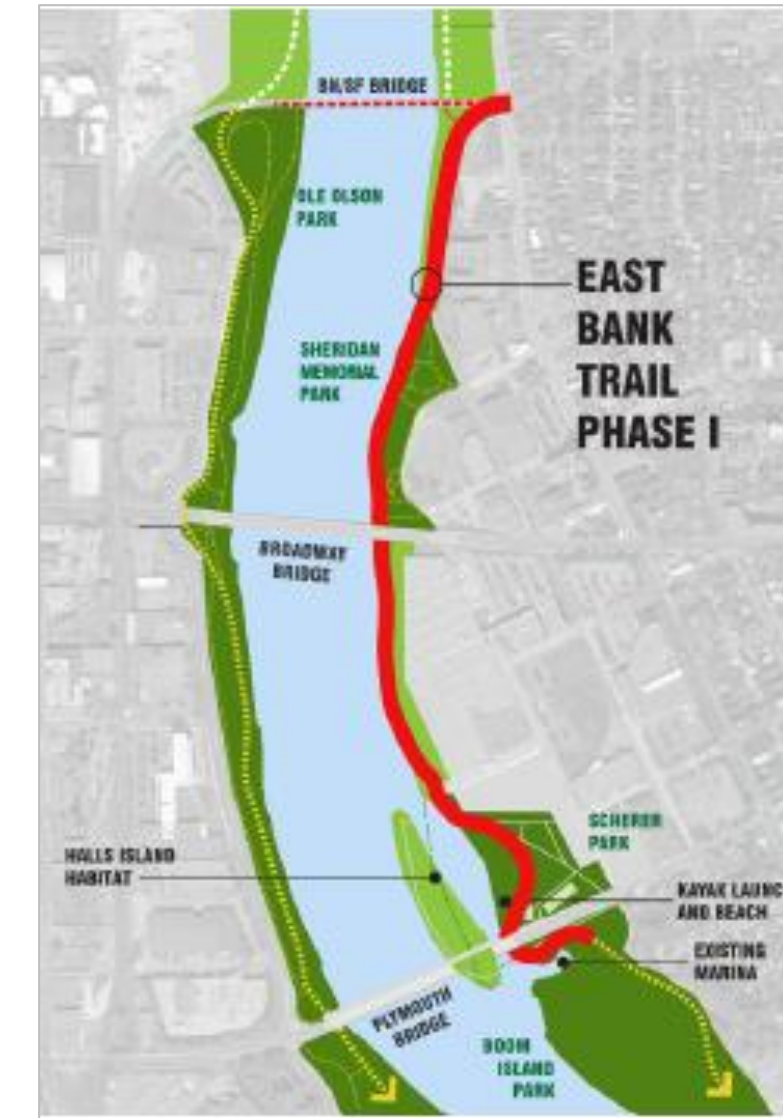 BN/SF BRIDGE
OLE OLSON
PARK
EAST
BANK
TRAIL
PHASE I
SHERIDAN
MEMORIAL
PARK
BROADWAY
BRIDGE
SCHERER
PARK
HALLS ISLAND
HABITAT
KAYAK LAUNC
AND BEACH
EXISTING
MARINA
PLYMOUTH
BRIDGE
BOOM
ISLAND
PARK